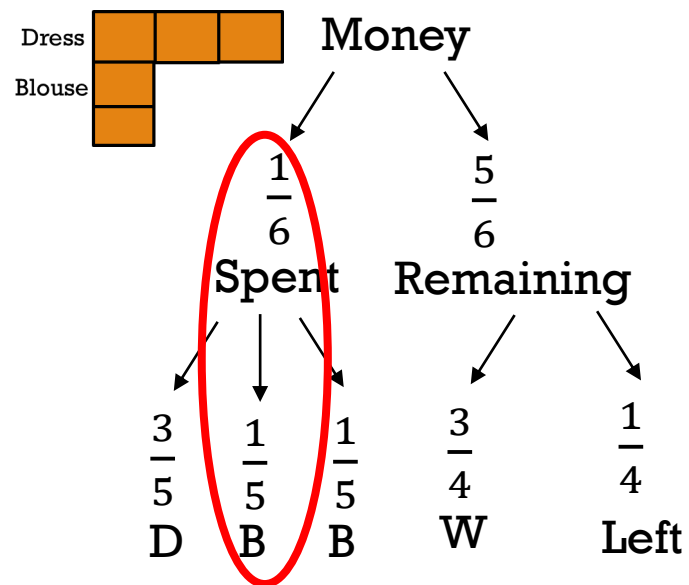 Dress
Blouse
Money
1/6
5/6
Spent
Remaining
3/5
1/5
1/5
3/4
1/4
D
B
B
W
Left